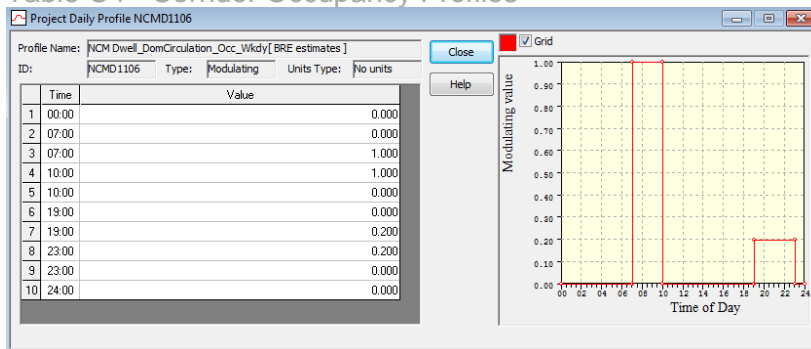 Project Daily Profile NCMD1106
Profile Name: NCM Dwell_DomCirculation_Occ_Wkdy[ BRE estimates ]
ID: NCMD1106 Type: Modulating Units Type: No units
Close
Help
Time Value
1 00:00 0.000
2 07:00 0.000
3 07:00 1.000
4 10:00 1.000
5 10:00 0.000
6 19:00 0.000
7 19:00 0.200
8 23:00 0.200
9 23:00 0.000
10 24:00 0.000
Grid
Modulating value
1.00
0.90
0.80
0.70
0.60
0.50
0.40
0.30
0.20
0.10
0.00
00 02 04 06 08 10 12 14 16 18 20 22 24
Time of Day